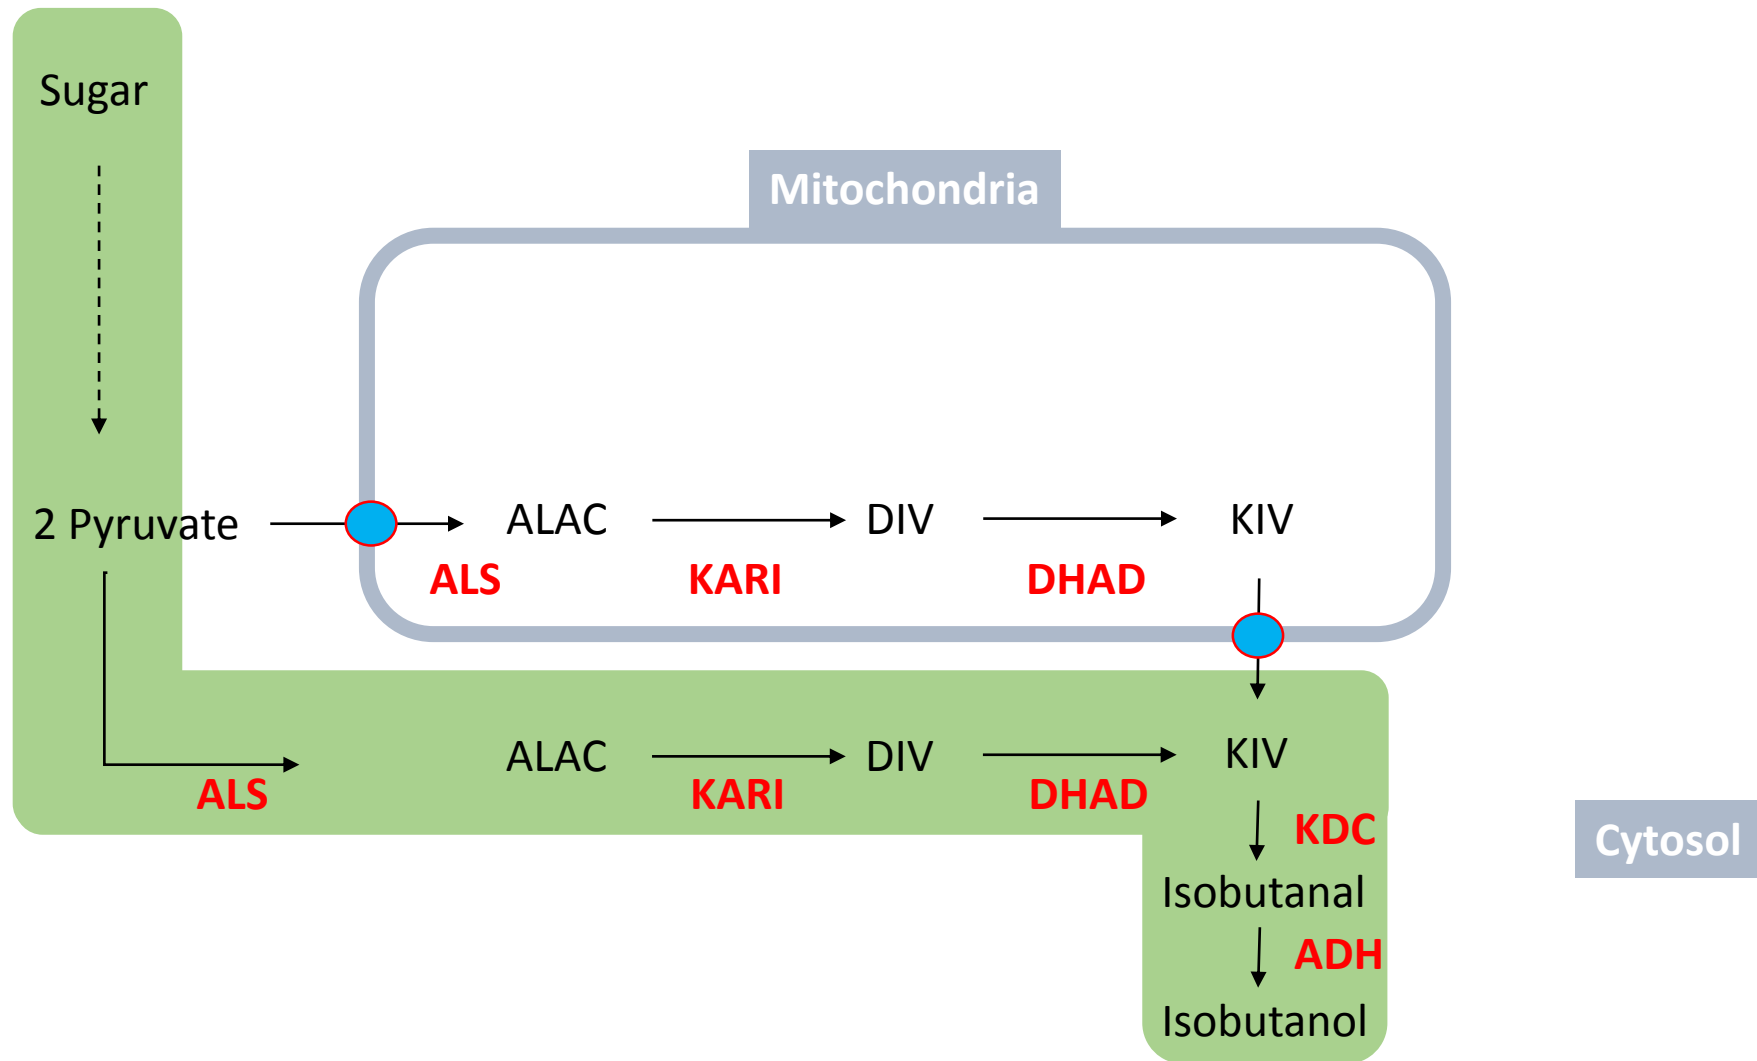 Sugar
Mitochondria
2 Pyruvate
ALAC
DIV
KIV
ALS
KARI
DHAD
ALAC
DIV
KIV
ALS
KARI
DHAD
KDC
Cytosol
Isobutanal
ADH
Isobutanol